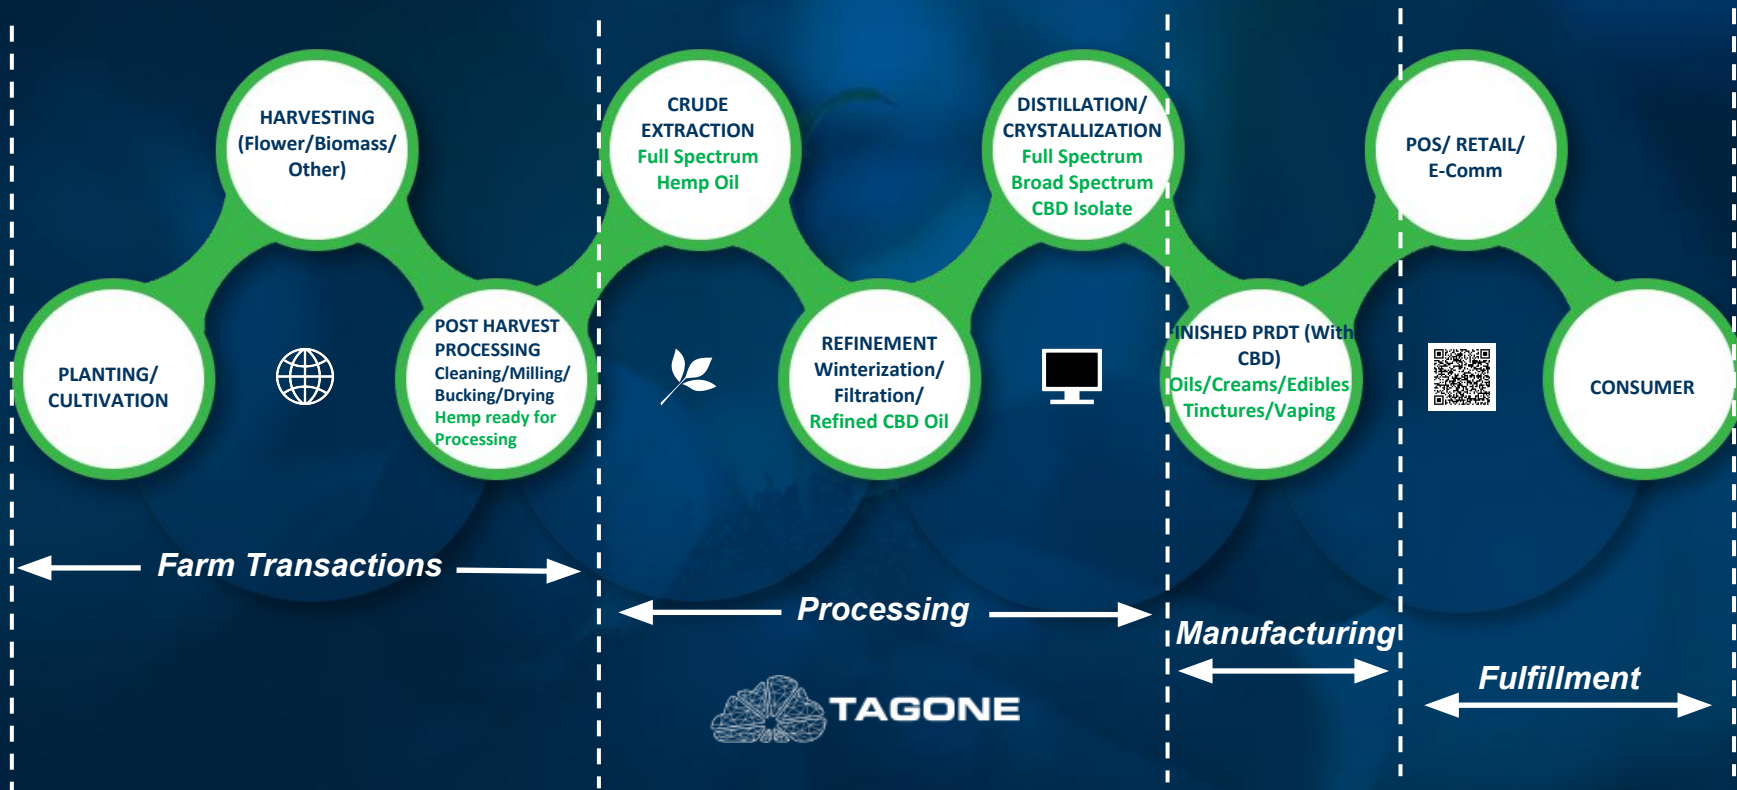 PLANTING/
CULTIVATION
HARVESTING
(Flower/Biomass/
Other)
POST HARVEST
PROCESSING
Cleaning/Milling/
Bucking/Drying
Hemp ready for
Processing
CRUDE
EXTRACTION
Full Spectrum
Hemp Oil
REFINEMENT
Winterization/
Filtration/
Refined CBD Oil
DISTILLATION/
CRYSTALLIZATION
Full Spectrum
Broad Spectrum
CBD Isolate
INISHED PRDT (With
CBD)
Oils/Creams/Edibles
Tinctures/Vaping
POS/ RETAIL/
E-Comm
CONSUMER
Farm Transactions
Processing
Manufacturing
Fulfillment
TAGONE